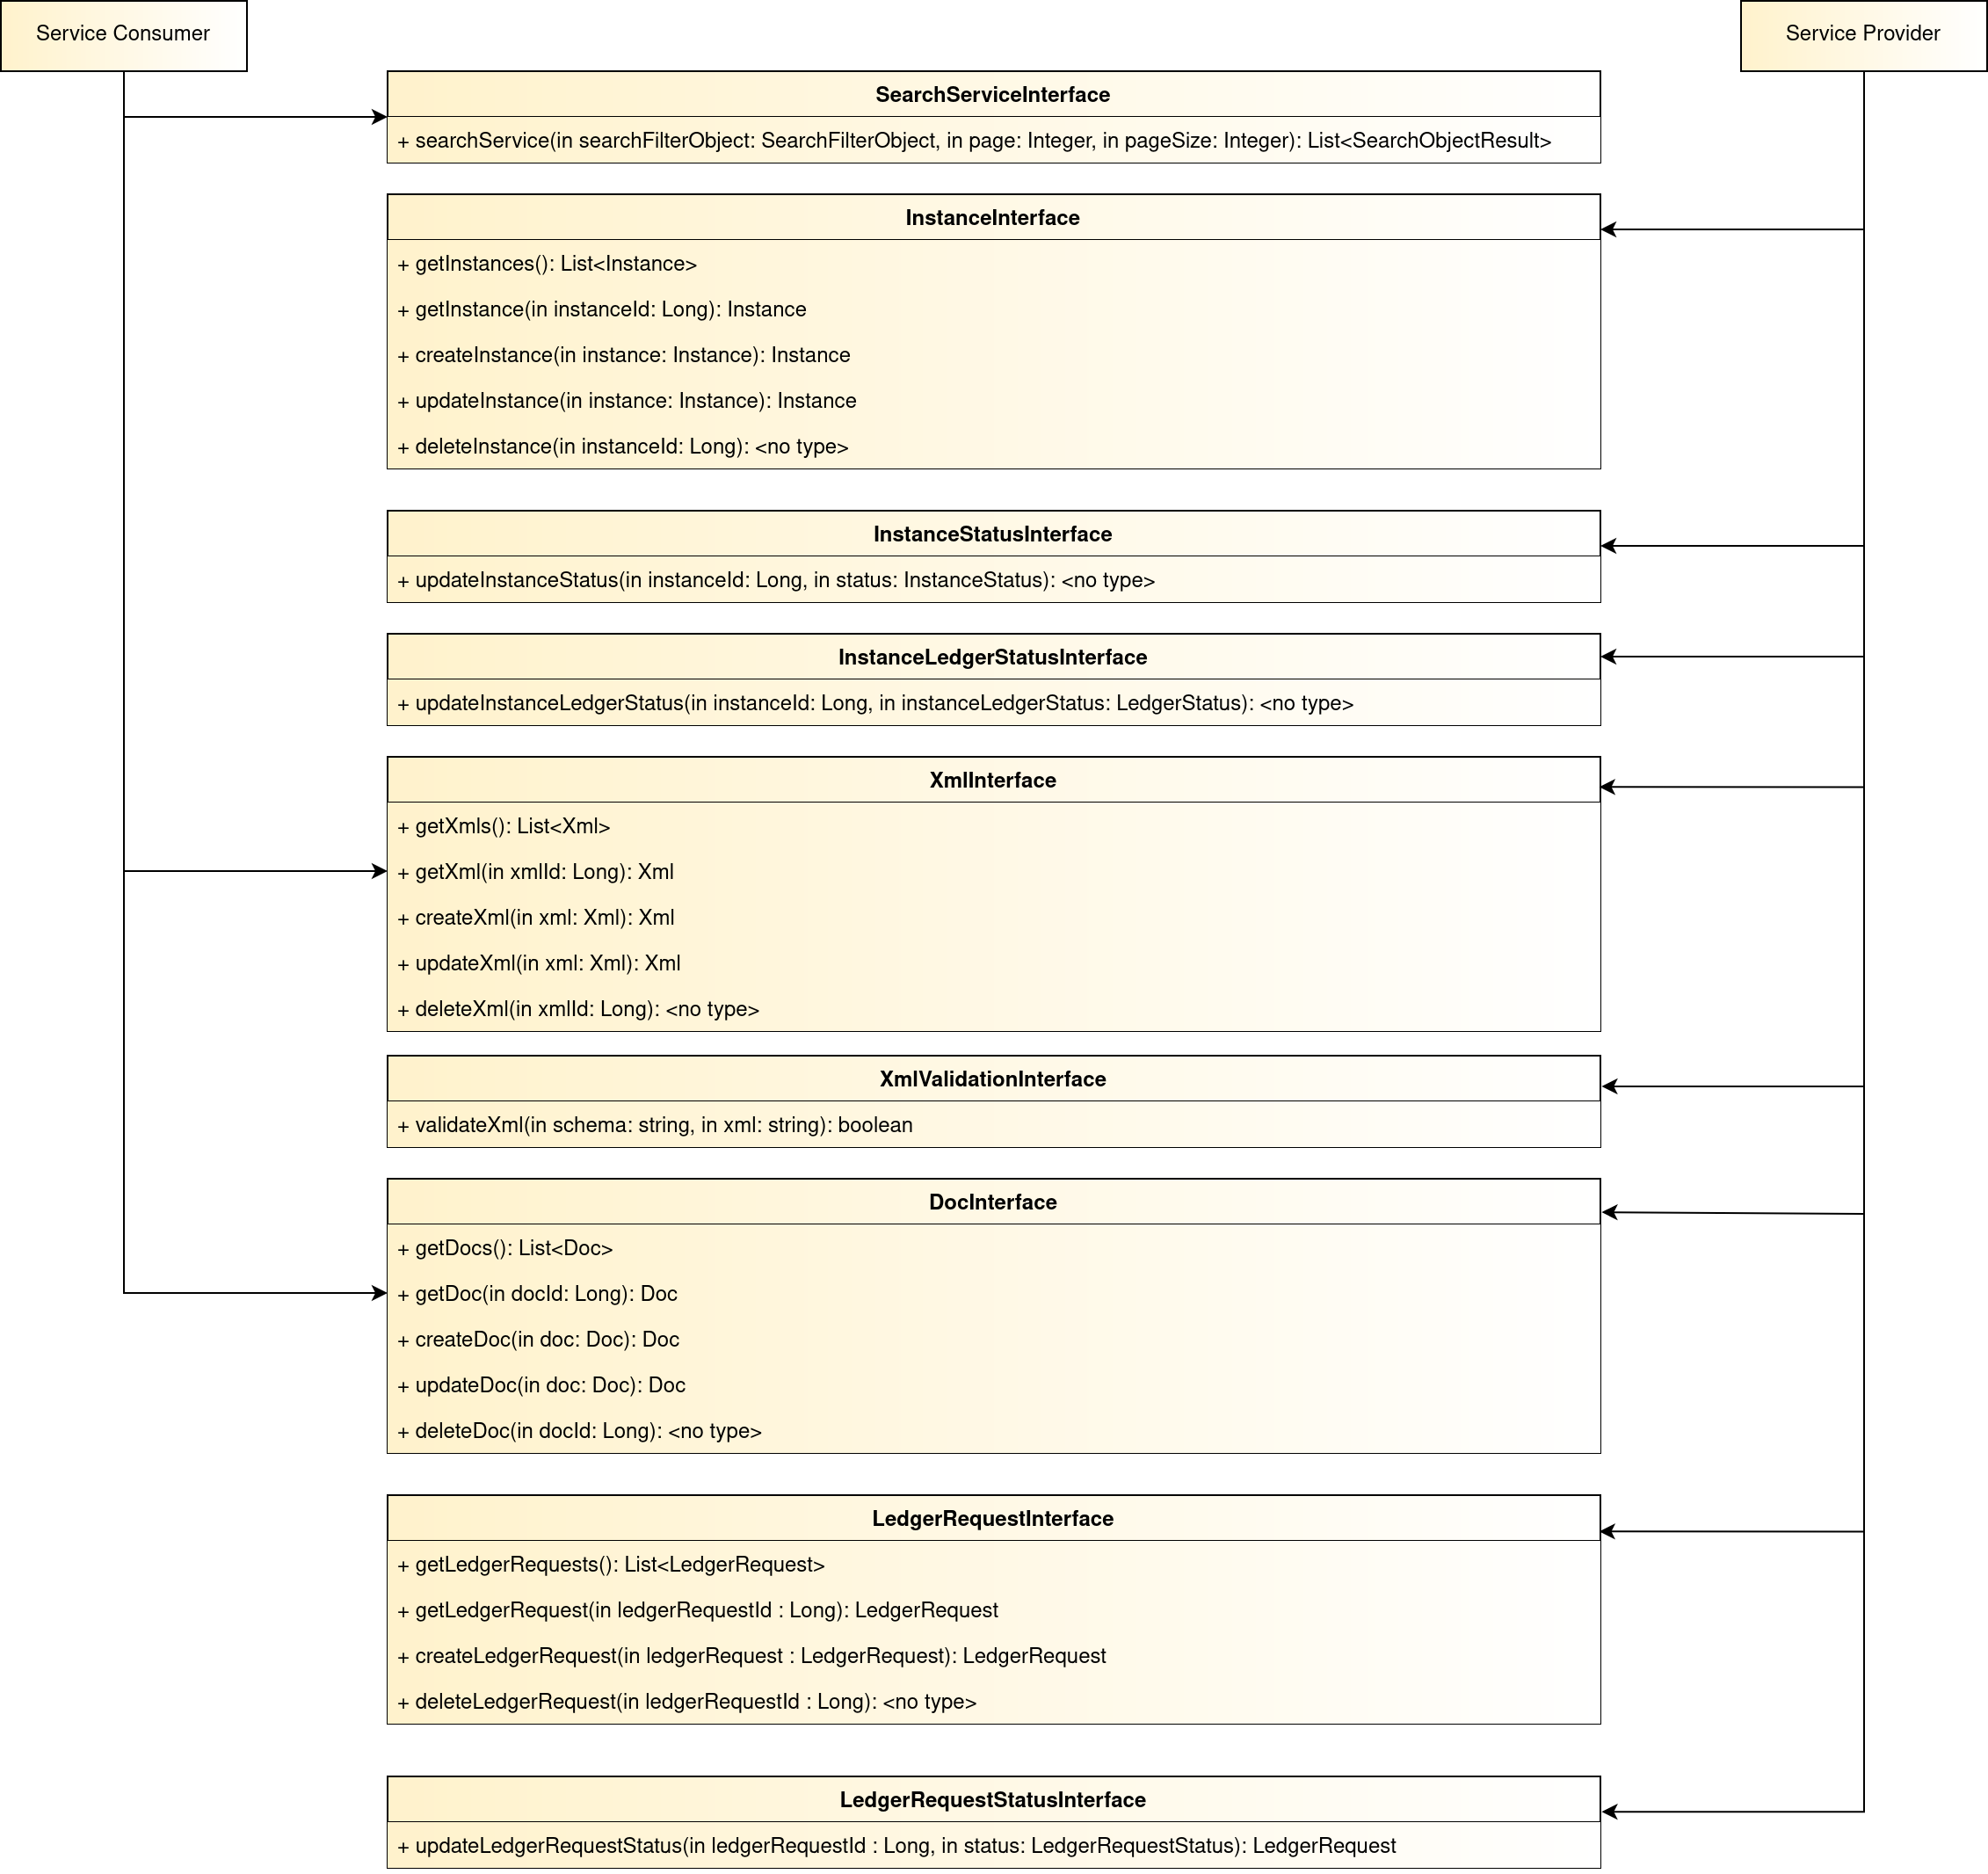 Service Consumer
Service Provider
SearchServiceInterface
+ searchService(in searchFilterObject: SearchFilterObject, in page: Integer, in pageSize: Integer): List<SearchObjectResult>
InstanceInterface
+ getInstances(): List<Instance>
+ getInstance(in instanceId: Long): Instance
+ createInstance(in instance: Instance): Instance
+ updateInstance(in instance: Instance): Instance
+ deleteInstance(in instanceId: Long): <no type>
InstanceStatusInterface
+ updateInstanceStatus(in instanceId: Long, in status: InstanceStatus): <no type>
InstanceLedgerStatusInterface
+ updateInstanceLedgerStatus(in instanceId: Long, in instanceLedgerStatus: LedgerStatus): <no type>
XmlInterface
+ getXmls(): List<Xml>
+ getXml(in xmlId: Long): Xml
+ createXml(in xml: Xml): Xml
+ updateXml(in xml: Xml): Xml
+ deleteXml(in xmlId: Long): <no type>
XmlValidationInterface
+ validateXml(in schema: string, in xml: string): boolean
DocInterface
+ getDocs(): List<Doc>
+ getDoc(in docId: Long): Doc
+ createDoc(in doc: Doc): Doc
+ updateDoc(in doc: Doc): Doc
+ deleteDoc(in docId: Long): <no type>
LedgerRequestInterface
+ getLedgerRequests(): List<LedgerRequest>
+ getLedgerRequest(in ledgerRequestId : Long): LedgerRequest
+ createLedgerRequest(in ledgerRequest : LedgerRequest): LedgerRequest
+ deleteLedgerRequest(in ledgerRequestId : Long): <no type>
LedgerRequestStatusInterface
+ updateLedgerRequestStatus(in ledgerRequestId : Long, in status: LedgerRequestStatus): LedgerRequest